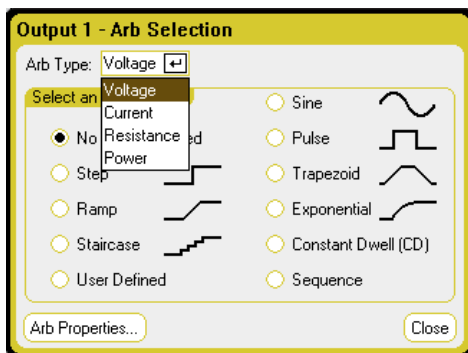 Output 1 - Arb Selection
Arb Type: Voltage
Voltage
Current
Resistance
Power
Select an
No ed
Step
Ramp
Staircase
User Defined
Sine
Pulse
Trapezoid
Exponential
Constant Dwell (CD)
Sequence
Arb Properties...
Close